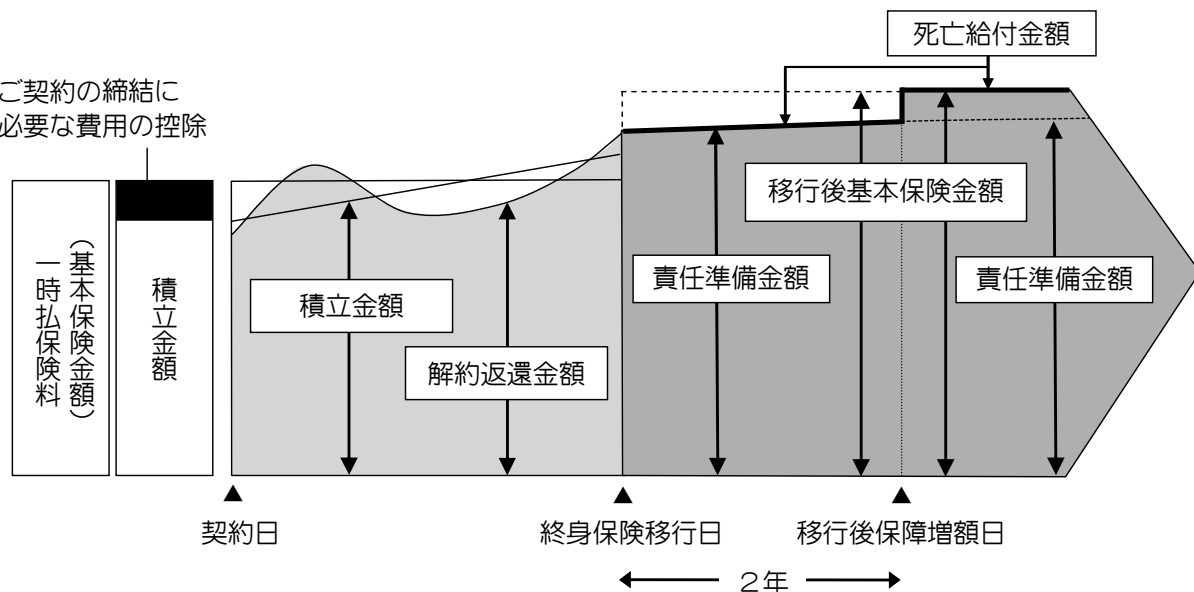 死亡給付金額
ご契約の締結に
必要な費用の控除
一時払保険料
（基本保険金額）
積立金額
積立金額
解約返還金額
責任準備金額
移行後基本保険金額
責任準備金額
▲
契約日
▲
終身保険移行日
▲
移行後保障増額日
２年